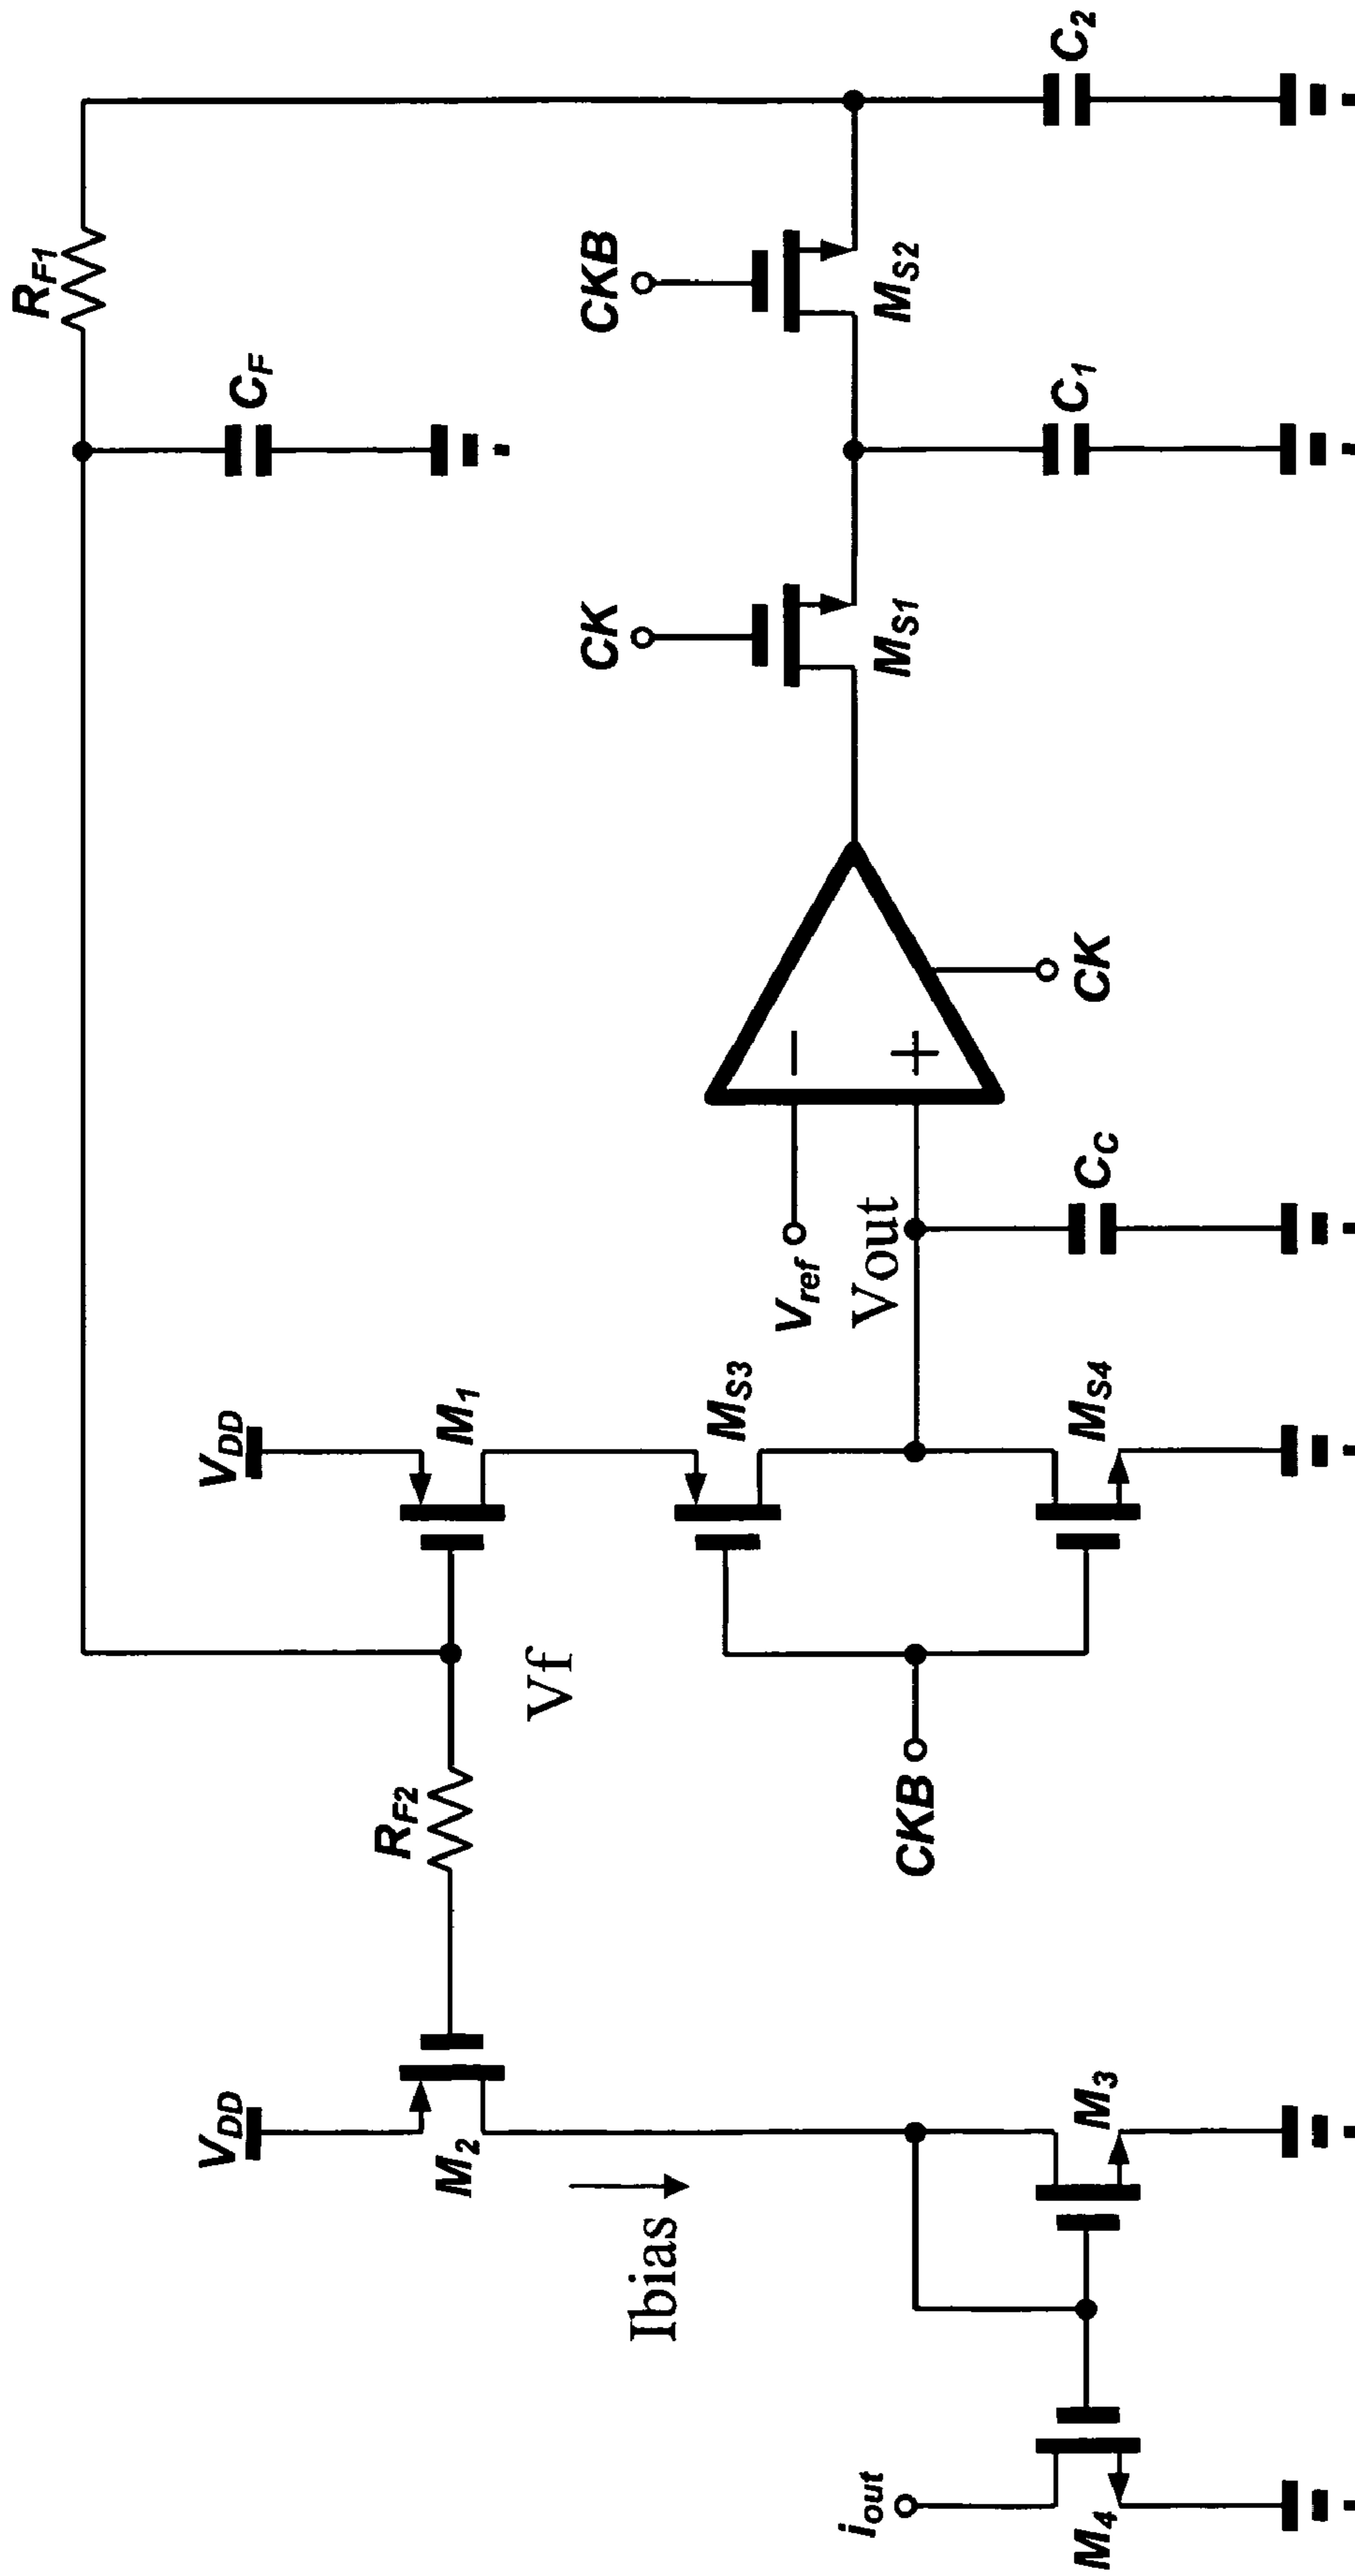 R_F1
C_F
V_DD
M_1
V_DD
M_2
R_F2
Vf
Ibias
CK
M_S1
CKB
M_S2
M_S3
V_ref
Vout
CKB
i_out
M_4
M_3
M_S4
C_C
CK
C_1
C_2